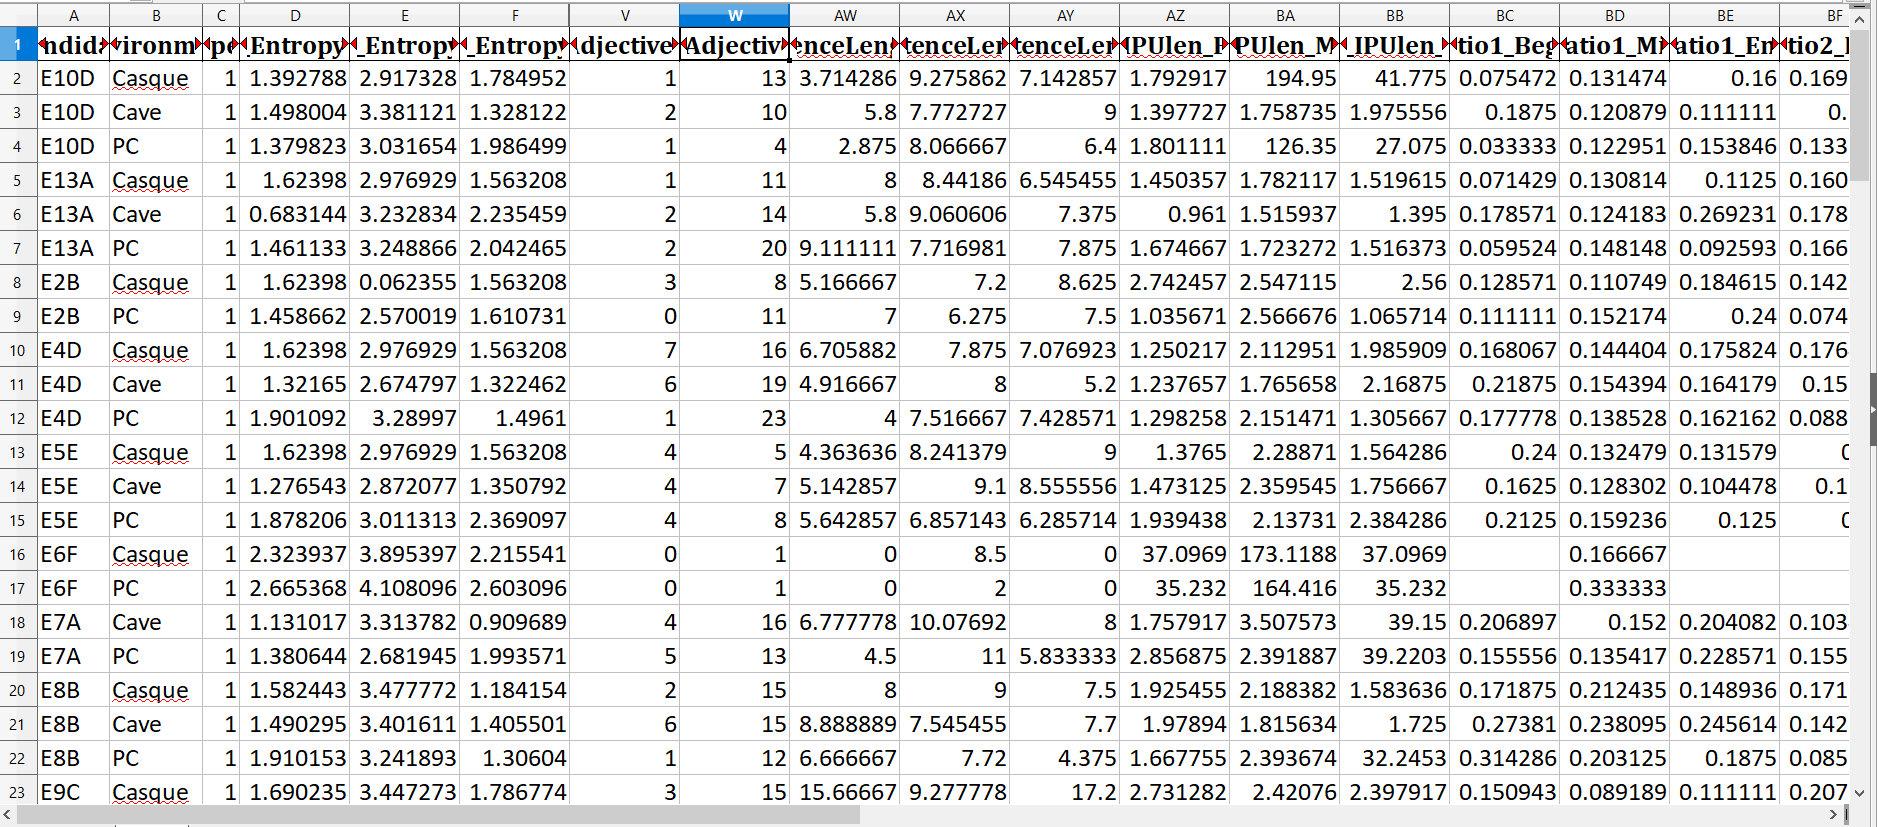 A B C D E F V W AW AX AY AZ BA BB BC BD BE BF
1 ndida vironm pe _Entropy _Entropy _Entropy djective Adjectiv enceLen tenceLer tenceLer IPUlen_ PUlen_M _IPUlen_ tio1_Beg atio1_Mi atio1_En tio2_
2 E10D Casque 1 1.392788 2.917328 1.784952 1 13 3.714286 9.275862 7.142857 1.792917 194.95 41.775 0.075472 0.131474 0.16 0.169
3 E10D Cave 1 1.498004 3.381121 1.328122 2 10 5.8 7.772727 9 1.397727 1.758735 1.975556 0.1875 0.120879 0.111111 0.
4 E10D PC 1 1.379823 3.031654 1.986499 1 4 2.875 8.066667 6.4 1.801111 126.35 27.075 0.033333 0.122951 0.153846 0.133
5 E13A Casque 1 1.62398 2.976929 1.563208 1 11 8 8.44186 6.545455 1.450357 1.782117 1.519615 0.071429 0.130814 0.1125 0.160
6 E13A Cave 1 0.683144 3.232834 2.235459 2 14 5.8 9.060606 7.375 0.961 1.515937 1.395 0.178571 0.124183 0.269231 0.178
7 E13A PC 1 1.461133 3.248866 2.042465 2 20 9.111111 7.716981 7.875 1.674667 1.723272 1.516373 0.059524 0.148148 0.092593 0.166
8 E2B Casque 1 1.62398 0.062355 1.563208 3 8 5.166667 7.2 8.625 2.742457 2.547115 2.56 0.128571 0.110749 0.184615 0.142
9 E2B PC 1 1.458662 2.570019 1.610731 0 11 7 6.275 7.5 1.035671 2.566676 1.065714 0.111111 0.152174 0.24 0.074
10 E4D Casque 1 1.62398 2.976929 1.563208 7 16 6.705882 7.875 7.076923 1.250217 2.112951 1.985909 0.168067 0.144404 0.175824 0.176
11 E4D Cave 1 1.32165 2.674797 1.322462 6 19 4.916667 8 5.2 1.237657 1.765658 2.16875 0.21875 0.154394 0.164179 0.15
12 E4D PC 1 1.901092 3.28997 1.4961 1 23 4 7.516667 7.428571 1.298258 2.151471 1.305667 0.177778 0.138528 0.162162 0.088
13 E5E Casque 1 1.62398 2.976929 1.563208 4 5 4.363636 8.241379 9 1.3765 2.28871 1.564286 0.24 0.132479 0.131579
14 E5E Cave 1 1.276543 2.872077 1.350792 4 7 5.142857 9.1 8.555556 1.473125 2.359545 1.756667 0.1625 0.128302 0.104478 0.1
15 E5E PC 1 1.878206 3.011313 2.369097 4 8 5.642857 6.857143 6.285714 1.939438 2.13731 2.384286 0.2125 0.159236 0.125
16 E6F Casque 1 2.323937 3.895397 2.215541 0 1 0 8.5 0 37.0969 173.1188 37.0969 0.166667
17 E6F PC 1 2.665368 4.108096 2.603096 0 1 0 2 0 35.232 164.416 35.232 0.333333
18 E7A Cave 1 1.131017 3.313782 0.909689 4 16 6.777778 10.07692 8 1.757917 3.507573 39.15 0.206897 0.152 0.204082 0.103
19 E7A PC 1 1.380644 2.681945 1.993571 5 13 4.5 11 5.833333 2.856875 2.391887 39.2203 0.155556 0.135417 0.228571 0.155
20 E8B Casque 1 1.582443 3.477772 1.184154 2 15 8 9 7.5 1.925455 2.188382 1.583636 0.171875 0.212435 0.148936 0.171
21 E8B Cave 1 1.490295 3.401611 1.405501 6 15 8.888889 7.545455 7.7 1.97894 1.815634 1.725 0.27381 0.238095 0.245614 0.142
22 E8B PC 1 1.910153 3.241893 1.30604 1 12 6.666667 7.72 4.375 1.667755 2.393674 32.2453 0.314286 0.203125 0.1875 0.085
23 E9C Casque 1 1.690235 3.447273 1.786774 3 15 15.66667 9.277778 17.2 2.731282 2.42076 2.397917 0.150943 0.089189 0.111111 0.207